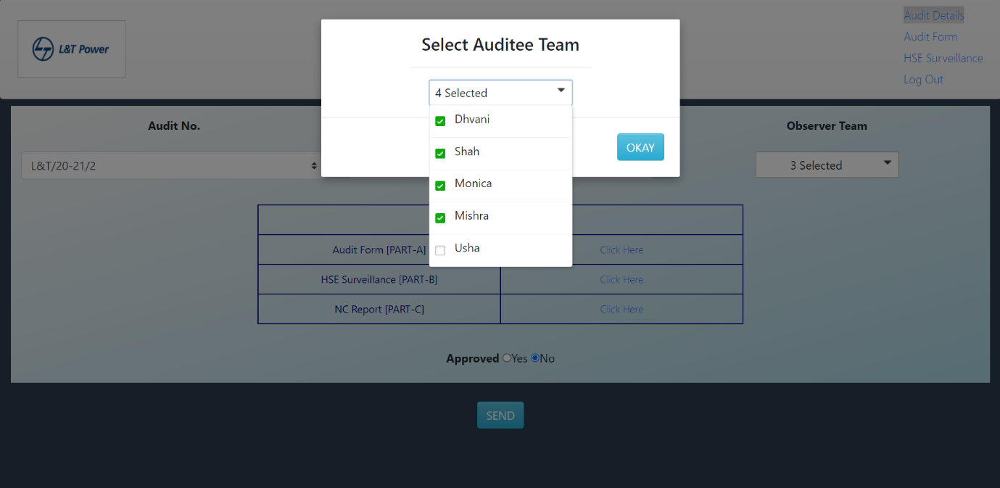 L&T Power
Audit Details
Audit Form
HSE Surveillance
Log Out
Select Auditee Team
4 Selected
Dhvani
Shah
Monica
Mishra
Usha
OKAY
Audit No.
Observer Team
L&T/20-21/2
3 Selected
Audit Form [PART-A] Click Here
HSE Surveillance [PART-B] Click Here
NC Report [PART-C] Click Here
Approved Yes No
SEND